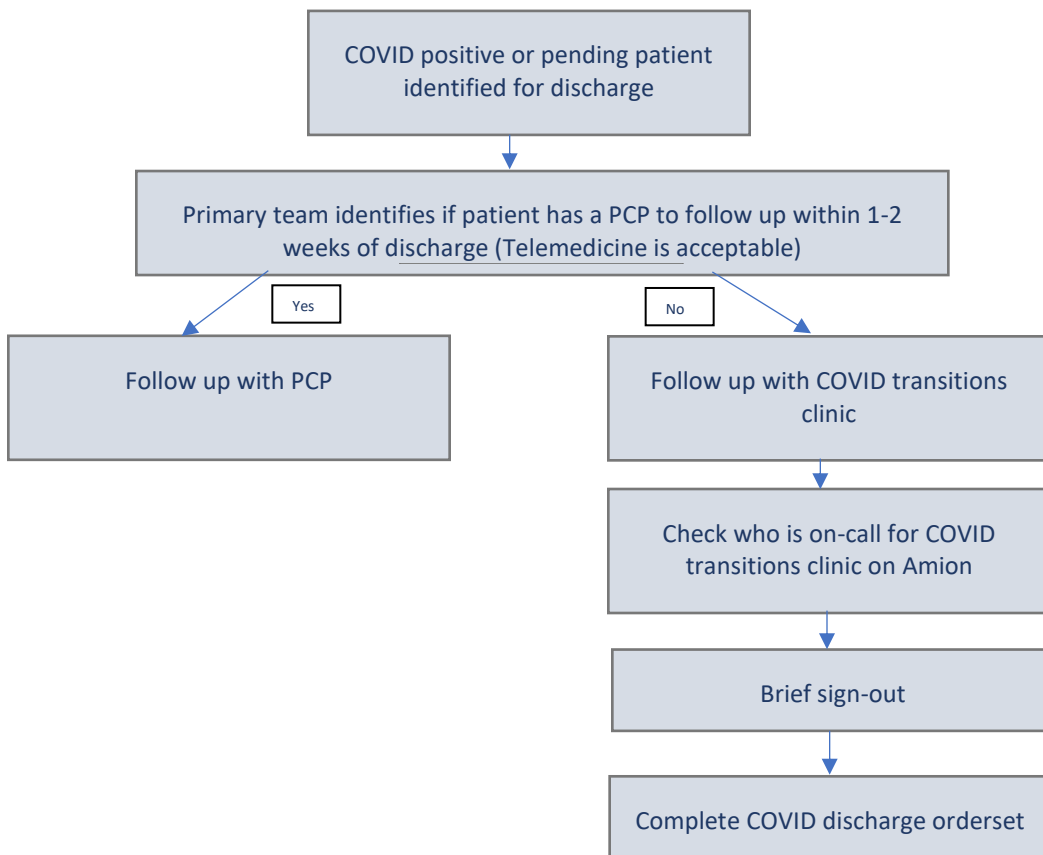 COVID positive or pending patient
identified for discharge
Primary team identifies if patient has a PCP to follow up within 1-2
weeks of discharge (Telemedicine is acceptable)
Yes
No
Follow up with PCP
Follow up with COVID transitions
clinic
Check who is on-call for COVID
transitions clinic on Amion
Brief sign-out
Complete COVID discharge orderset